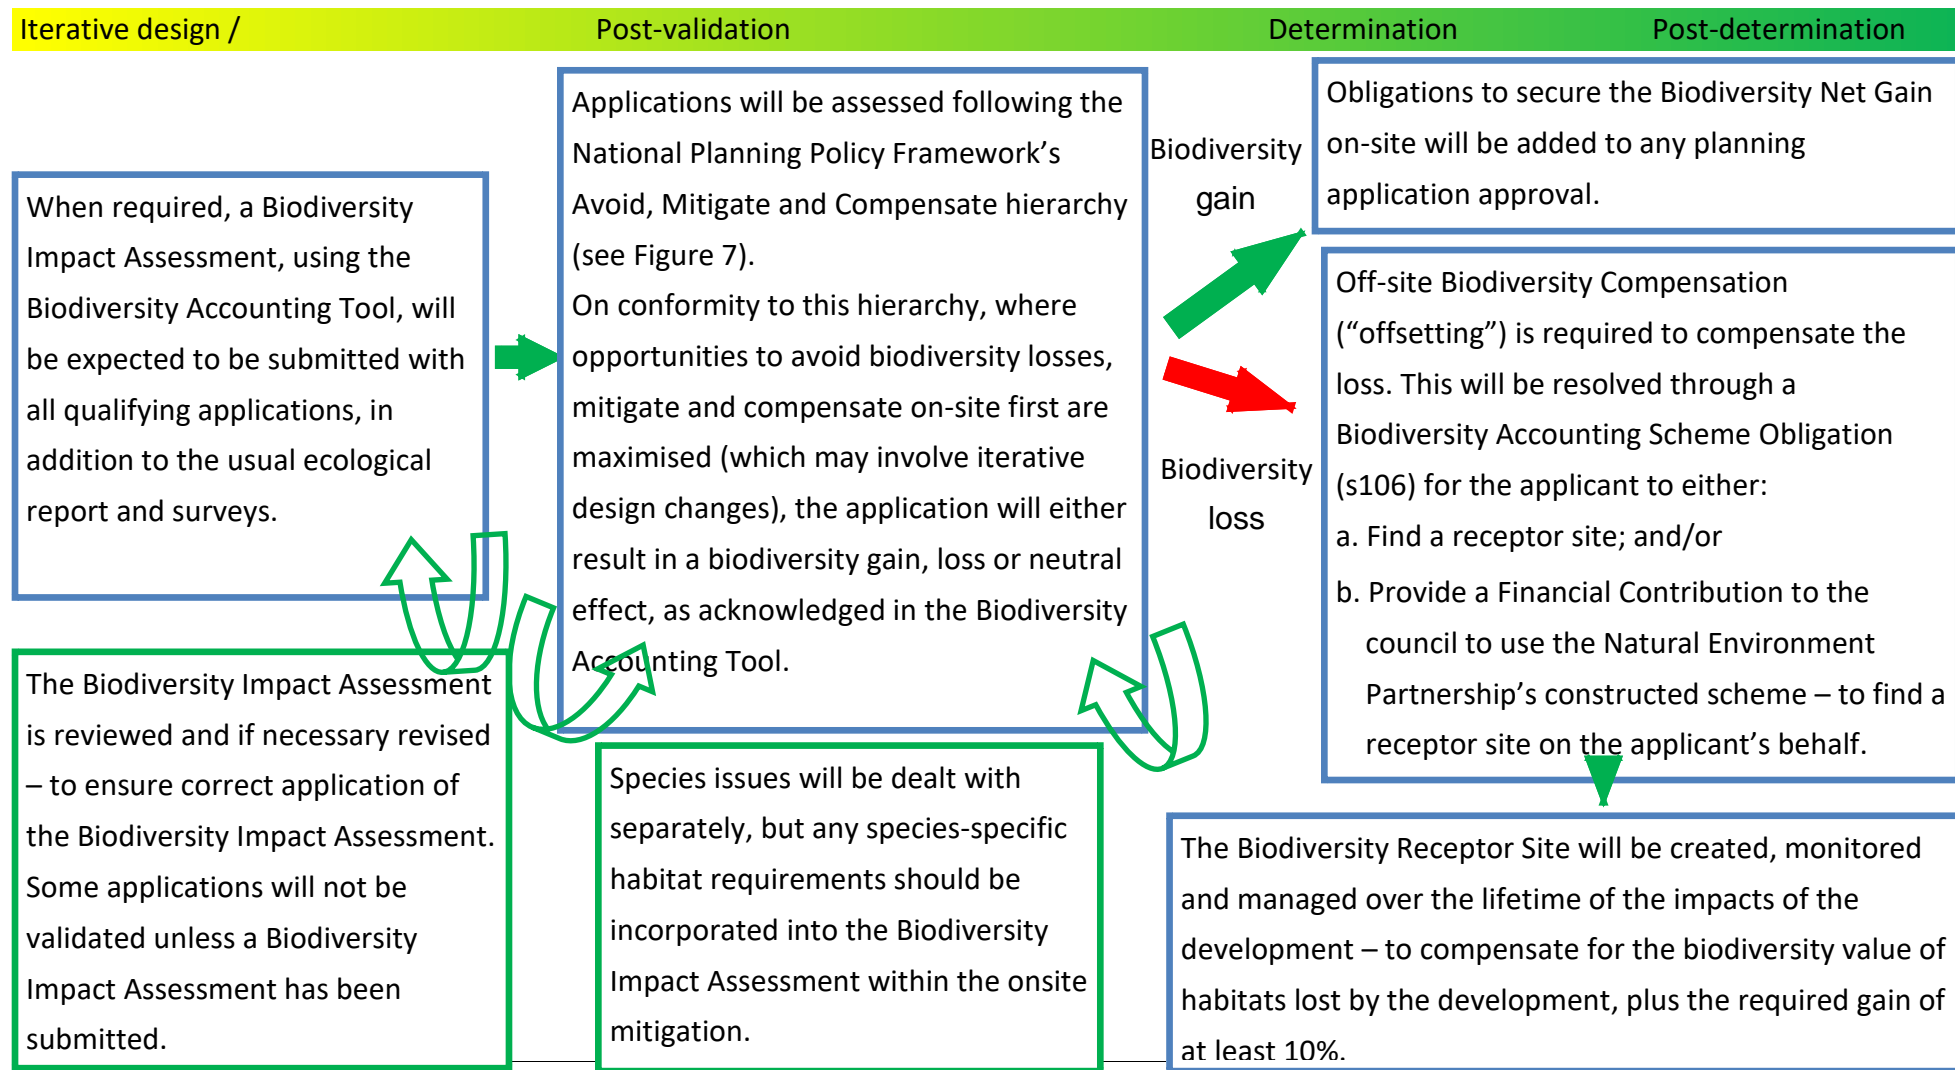 Iterative design /
Post-validation
Determination
Post-determination
When required, a Biodiversity
Impact Assessment, using the
Biodiversity Accounting Tool, will
be expected to be submitted with
all qualifying applications, in
addition to the usual ecological
report and surveys.
The Biodiversity Impact Assessment
is reviewed and if necessary revised
– to ensure correct application of
the Biodiversity Impact Assessment.
Some applications will not be
validated unless a Biodiversity
Impact Assessment has been
submitted.
Applications will be assessed following the
National Planning Policy Framework’s
Avoid, Mitigate and Compensate hierarchy
(see Figure 7).
On conformity to this hierarchy, where
opportunities to avoid biodiversity losses,
mitigate and compensate on-site first are
maximised (which may involve iterative
design changes), the application will either
result in a biodiversity gain, loss or neutral
effect, as acknowledged in the Biodiversity
Accounting Tool.
Species issues will be dealt with
separately, but any species-specific
habitat requirements should be
incorporated into the Biodiversity
Impact Assessment within the onsite
mitigation.
Biodiversity
gain
Biodiversity
loss
Obligations to secure the Biodiversity Net Gain
on-site will be added to any planning
application approval.
Off-site Biodiversity Compensation
(“offsetting”) is required to compensate the
loss. This will be resolved through a
Biodiversity Accounting Scheme Obligation
(s106) for the applicant to either:
a. Find a receptor site; and/or
b. Provide a Financial Contribution to the
council to use the Natural Environment
Partnership’s constructed scheme – to find a
receptor site on the applicant’s behalf.
The Biodiversity Receptor Site will be created, monitored
and managed over the lifetime of the impacts of the
development – to compensate for the biodiversity value of
habitats lost by the development, plus the required gain of
at least 10%.